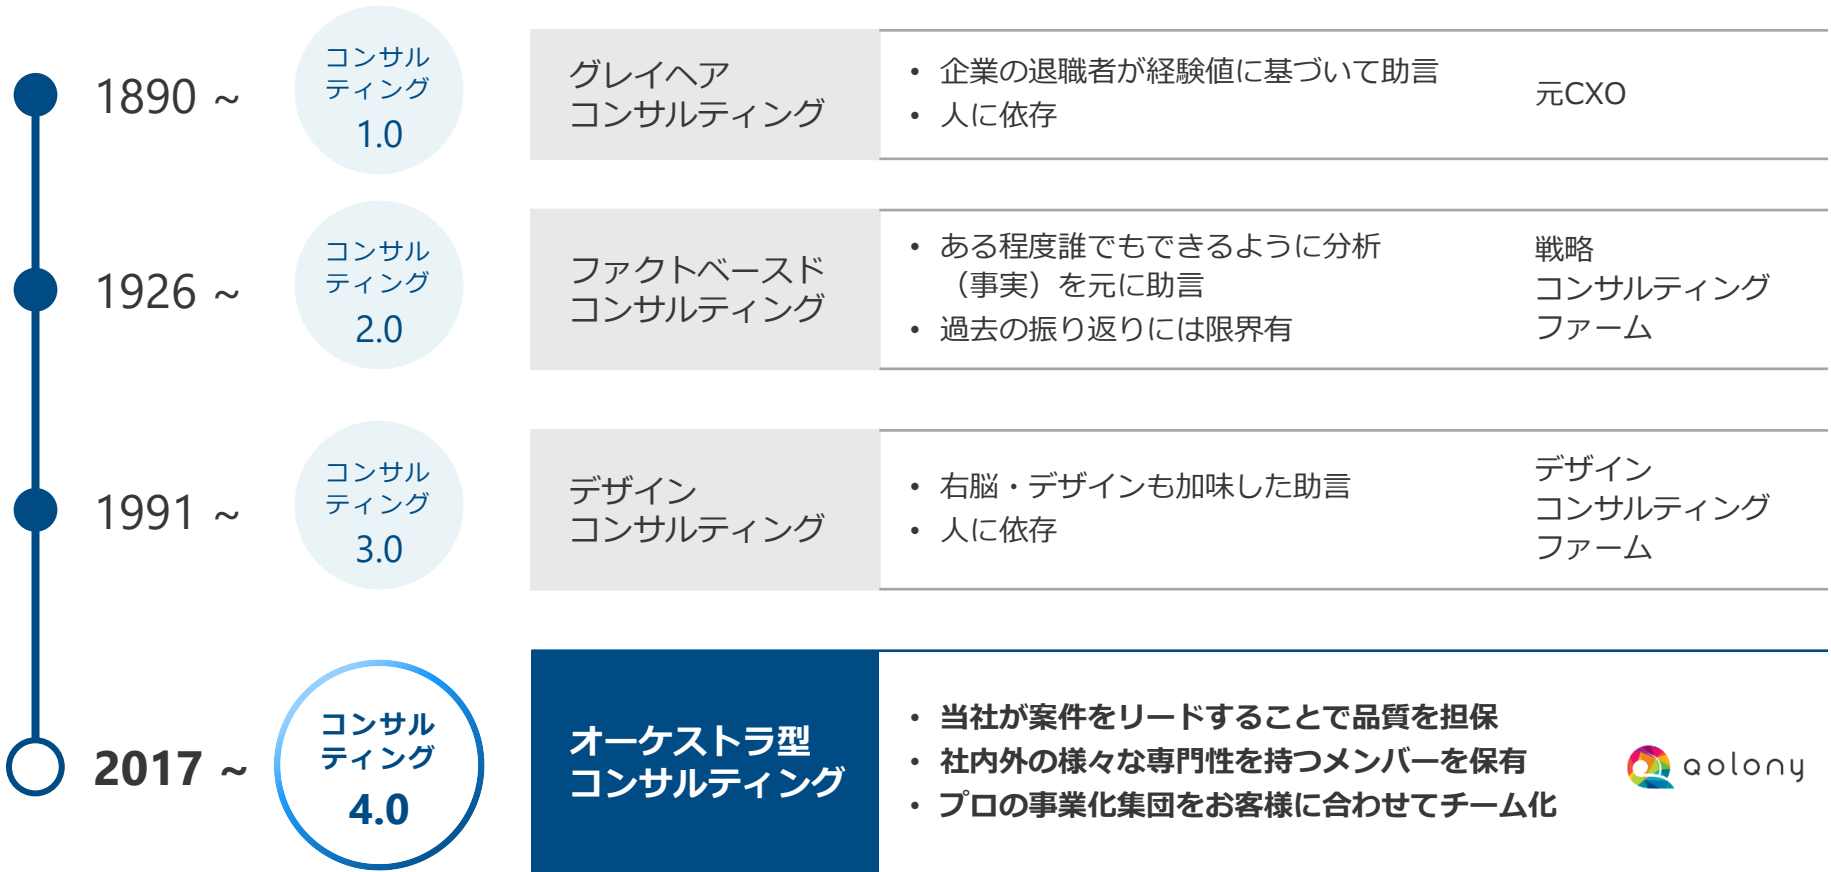 1890 ~
コンサル
ティング
1.0
グレイヘア
コンサルティング
• 企業の退職者が経験値に基づいて助言
• 人に依存
元CXO
1926 ~
コンサル
ティング
2.0
ファクトベースド
コンサルティング
• ある程度誰でもできるように分析
（事実）を元に助言
• 過去の振り返りには限界有
戦略
コンサルティング
ファーム
1991 ~
コンサル
ティング
3.0
デザイン
コンサルティング
• 右脳・デザインも加味した助言
• 人に依存
デザイン
コンサルティング
ファーム
2017 ~
コンサル
ティング
4.0
オーケストラ型
コンサルティング
• 当社が案件をリードすることで品質を担保
• 社内外の様々な専門性を持つメンバーを保有
• プロの事業化集団をお客様に合わせてチーム化
qolony